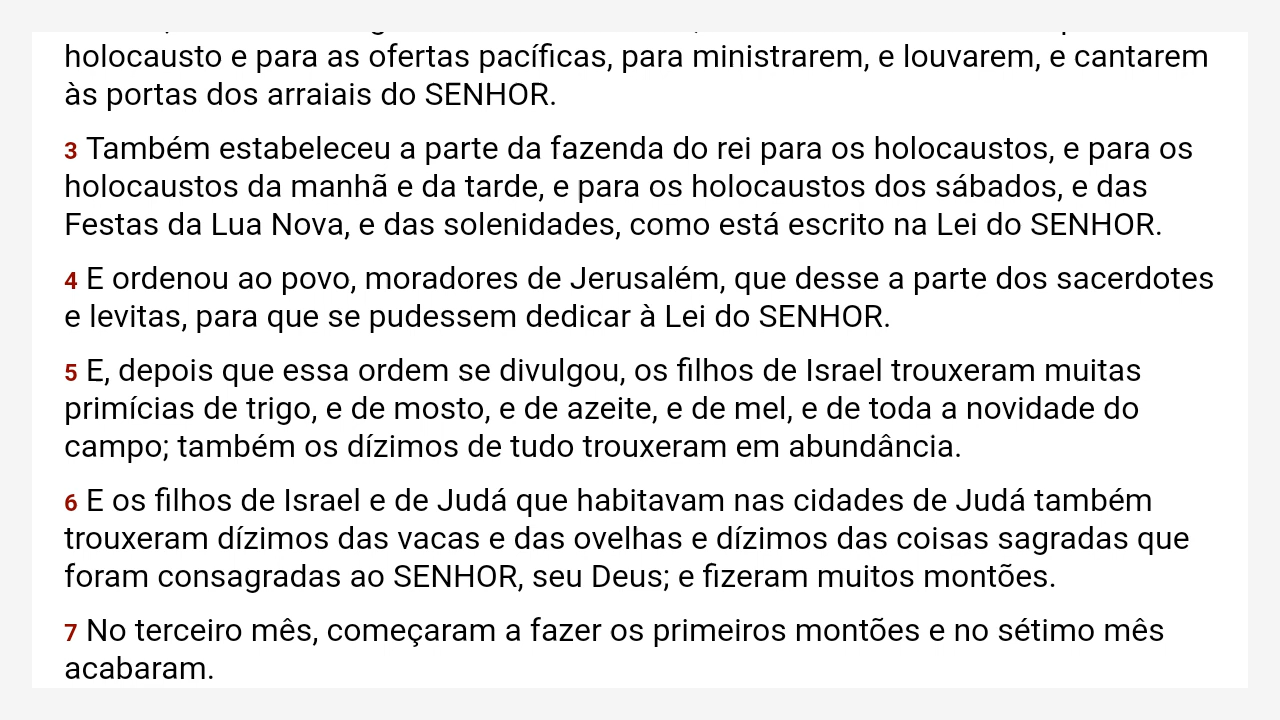 holocausto e para as ofertas pacíficas, para ministrarem, e louvarem, e cantarem
às portas dos arraiais do SENHOR.
3 Também estabeleceu a parte da fazenda do rei para os holocaustos, e para os
holocaustos da manhã e da tarde, e para os holocaustos dos sábados, e das
Festas da Lua Nova, e das solenidades, como está escrito na Lei do SENHOR.
4 E ordenou ao povo, moradores de Jerusalém, que desse a parte dos sacerdotes
e levitas, para que se pudessem dedicar à Lei do SENHOR.
5 E, depois que essa ordem se divulgou, os filhos de Israel trouxeram muitas
primícias de trigo, e de mosto, e de azeite, e de mel, e de toda a novidade do
campo; também os dízimos de tudo trouxeram em abundância.
6 E os filhos de Israel e de Judá que habitavam nas cidades de Judá também
trouxeram dízimos das vacas e das ovelhas e dízimos das coisas sagradas que
foram consagradas ao SENHOR, seu Deus; e fizeram muitos montões.
7 No terceiro mês, começaram a fazer os primeiros montões e no sétimo mês
acabaram.